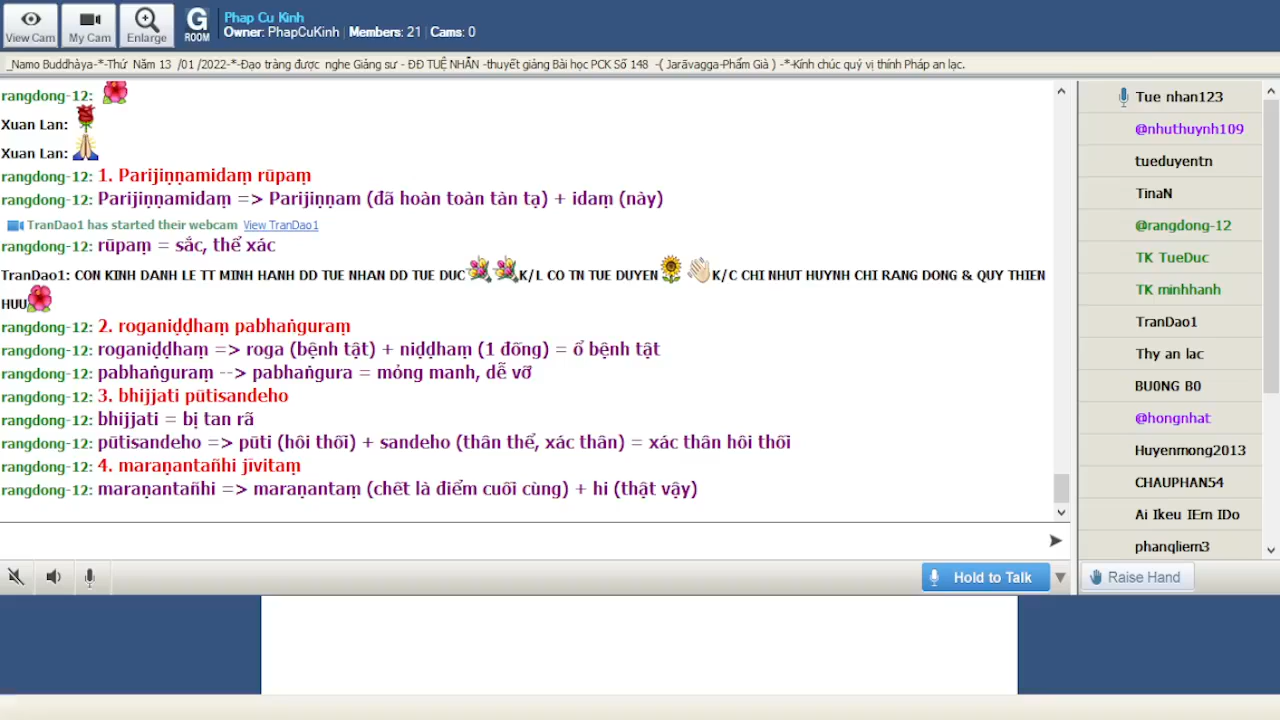 View Cam
My Cam
Enlarge
G
ROOM
Phap Cu Kinh
Owner: PhapCuKinh | Members: 21 | Cams: 0
_Namo Buddhàya-*-Thứ Năm 13 /01 /2022-*-Đạo tràng được nghe Giảng sư - ĐĐ TUỆ NHẪN -thuyết giảng Bài học PCK Số 148 -( Jarāvagga-Phẩm Già ) -*-Kính chúc quý vị thính Pháp an lạc.
rangdong-12:
Xuan Lan:
Xuan Lan:
rangdong-12: 1. Parijiṇṇamidaṃ rūpaṃ
rangdong-12: Parijiṇṇamidaṃ => Parijiṇṇam (đã hoàn toàn tàn tạ) + idaṃ (này)
TranDao1 has started their webcam View TranDao1
rangdong-12: rūpaṃ = sắc, thể xác
TranDao1: CON KINH DANH LE TT MINH HANH DD TUE NHAN DD TUE DUC K/L CO TN TUE DUYEN K/C CHI NHUT HUYNH CHI RANG DONG & QUY THIEN
HUU
rangdong-12: 2. roganiḍḍhaṃ pabhaṅguraṃ
rangdong-12: roganiḍḍhaṃ => roga (bệnh tật) + niḍḍhaṃ (1 đống) = ổ bệnh tật
rangdong-12: pabhaṅguraṃ --> pabhaṅgura = mỏng manh, dễ vỡ
rangdong-12: 3. bhijjati pūtisandeho
rangdong-12: bhijjati = bị tan rã
rangdong-12: pūtisandeho => pūti (hôi thối) + sandeho (thân thể, xác thân) = xác thân hôi thối
rangdong-12: 4. maraṇantañhi jīvitaṃ
rangdong-12: maraṇantañhi => maraṇantaṃ (chết là điểm cuối cùng) + hi (thật vậy)
Tue nhan123
@nhuthuynh109
tueduyentn
TinaN
@rangdong-12
TK TueDuc
TK minhhanh
TranDao1
Thy an lac
BU0NG B0
@hongnhat
Huyenmong2013
CHAUPHAN54
Ai Ikeu IEm IDo
phanqliem3
Hold to Talk
Raise Hand